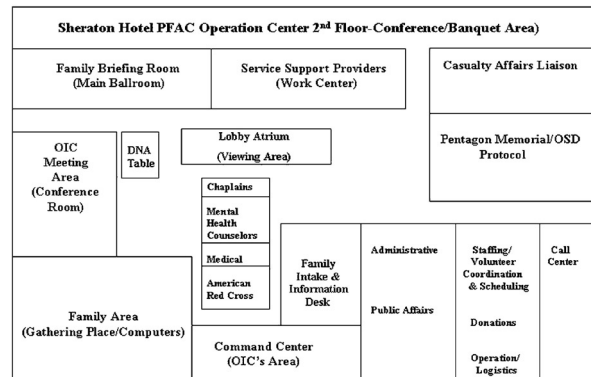 Sheraton Hotel PFAC Operation Center 2nd Floor-Conference/Banquet Area)
Family Briefing Room
(Main Ballroom)
Service Support Providers
(Work Center)
Casualty Affairs Liaison
OIC
Meeting
Area
(Conference
Room)
DNA
Table
Lobby Atrium
(Viewing Area)
Pentagon Memorial/OSD
Protocol
Chaplains
Mental
Health
Counselors
Medical
American
Red Cross
Family
Intake &
Information
Desk
Administrative
Public Affairs
Staffing/
Volunteer
Coordination
& Scheduling
Donations
Operation/
Logistics
Call
Center
Family Area
(Gathering Place/Computers)
Command Center
(OIC's Area)